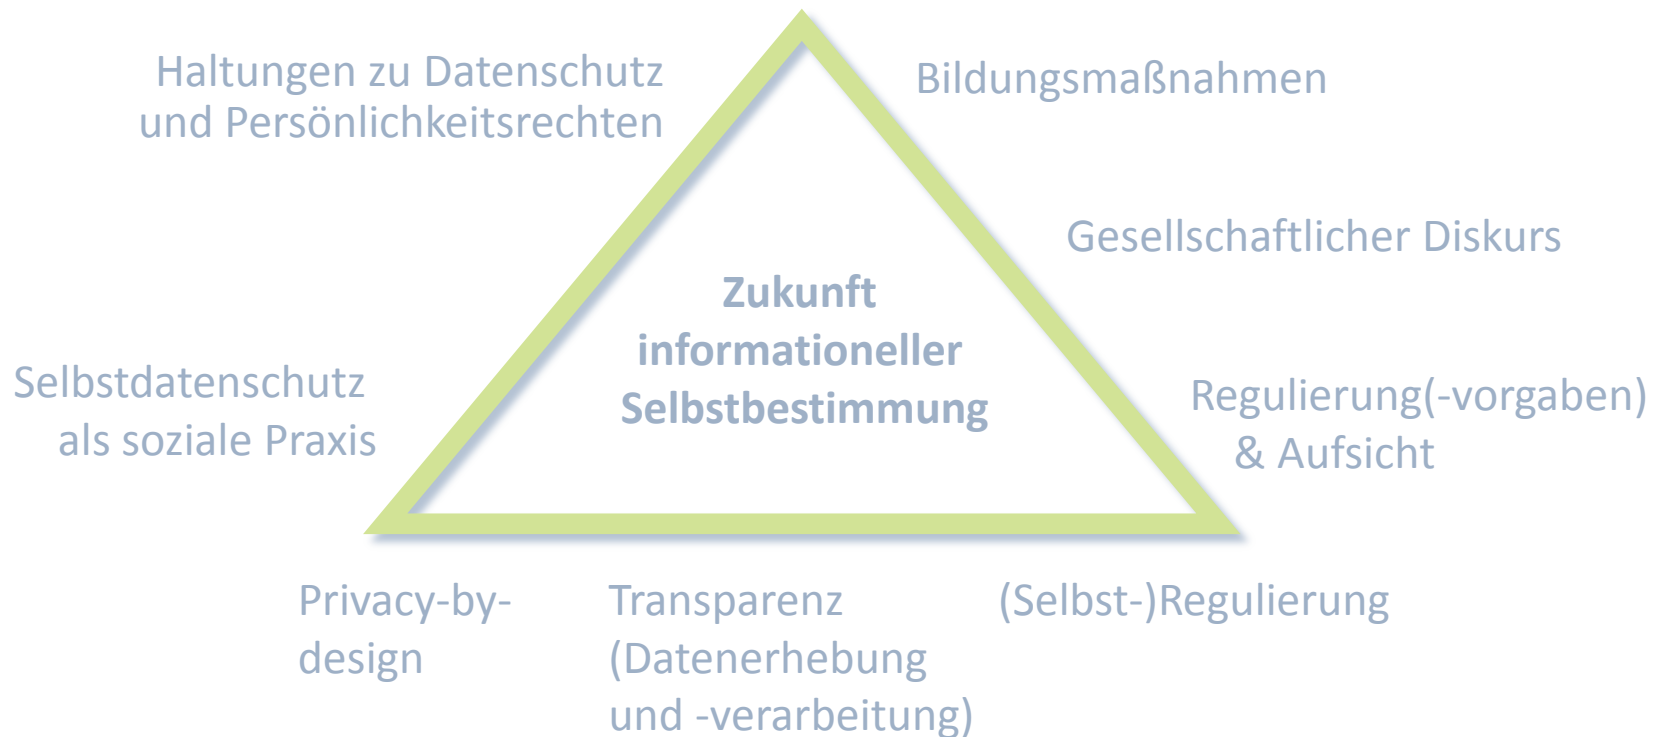 Haltungen zu Datenschutz
und Persönlichkeitsrechten
Bildungsmaßnahmen
Gesellschaftlicher Diskurs
Zukunft
informationeller
Selbstbestimmung
Selbstdatenschutz
als soziale Praxis
Regulierung(-vorgaben)
& Aufsicht
Privacy-by-
design
Transparenz
(Datenerhebung
und -verarbeitung)
(Selbst-)Regulierung